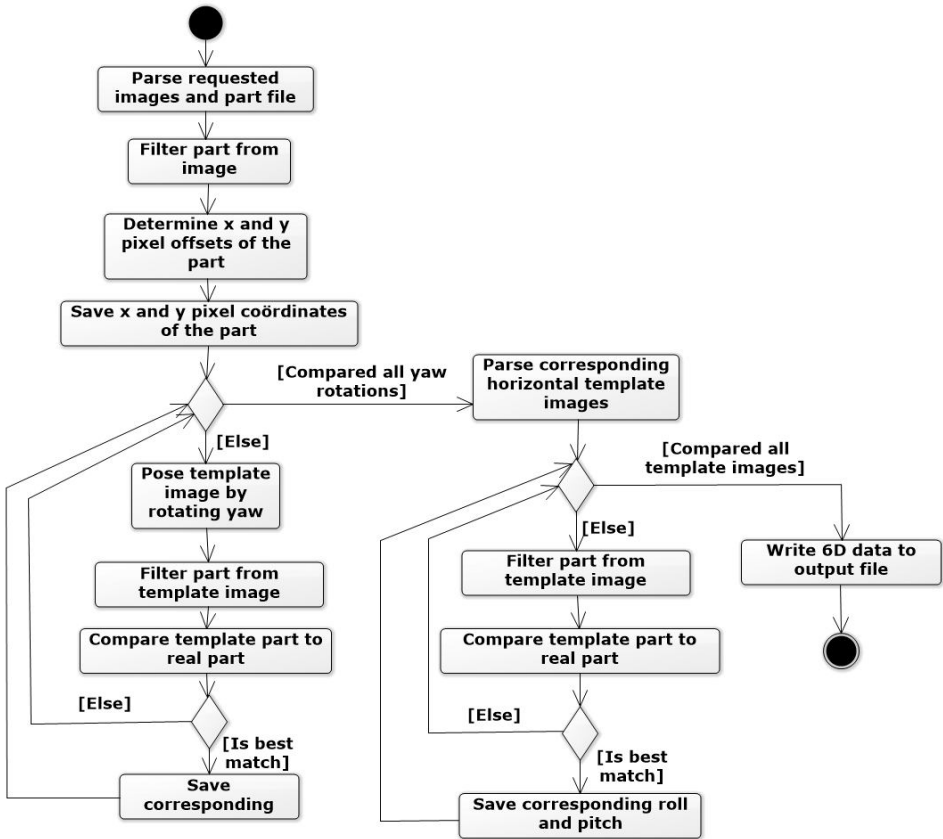 Parse requested
images and part file
Filter part from
image
Determine x and y
pixel offsets of the
part
Save x and y pixel coördinates
of the part
[Compared all yaw
rotations]
Parse corresponding
horizontal template
images
[Else]
Pose template
image by
rotating yaw
Filter part from
template image
Compare template part to
real part
[Else]
[Is best
match]
Save
corresponding
[Compared all
template images]
[Else]
Filter part from
template image
Compare template part to
real part
[Else]
[Is best
match]
Save corresponding roll
and pitch
Write 6D data to
output file